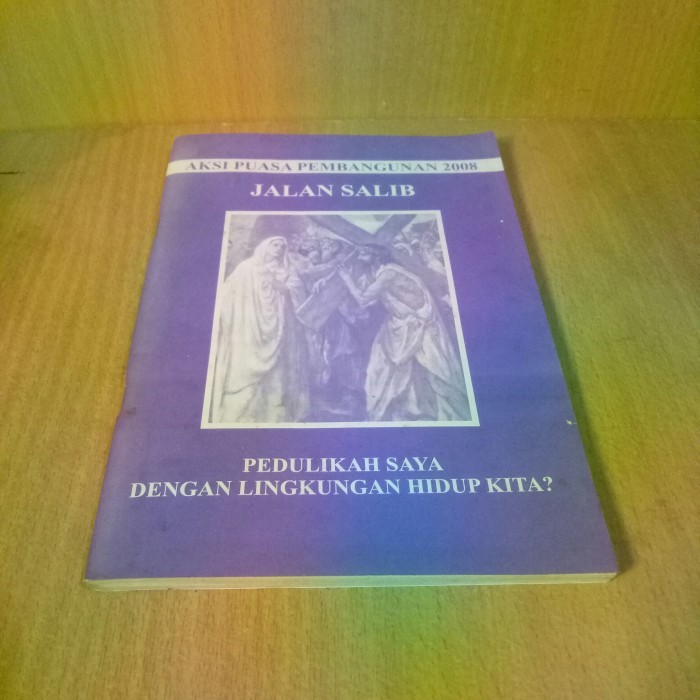 AKSI PUASA PEMBANGUNAN 2008
JALAN SALIB
PEDULIKAH SAYA
DENGAN LINGKUNGAN HIDUP KITA?